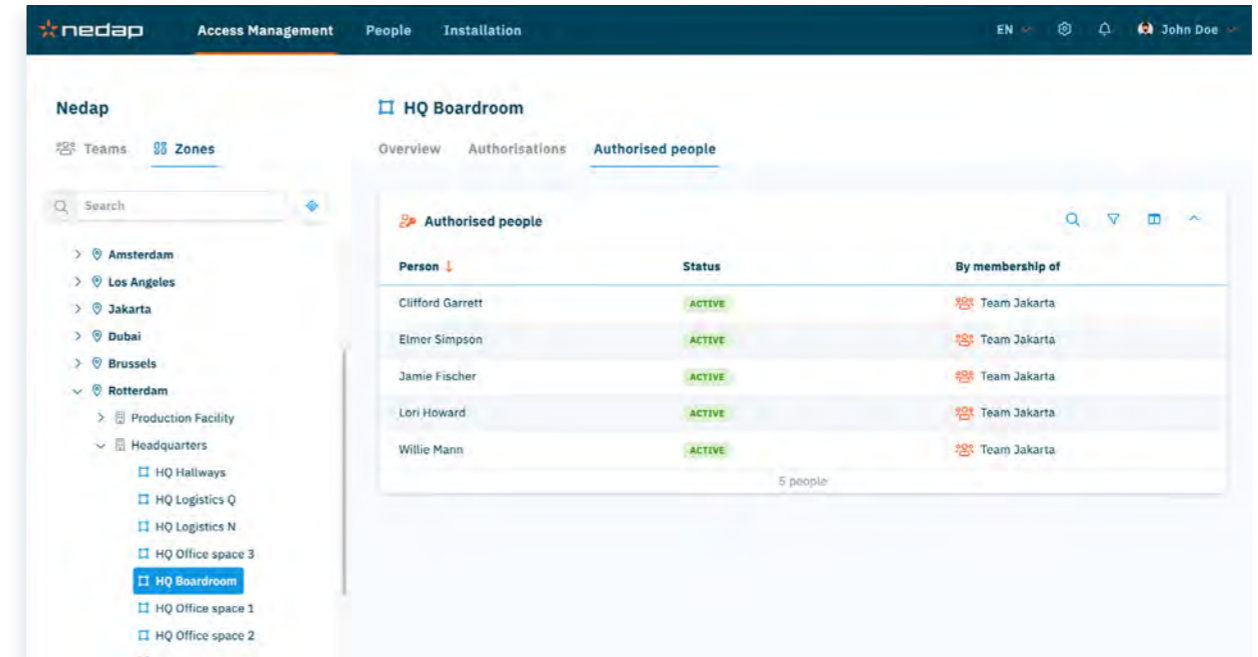 nedap Access Management People Installation EN John Doe
Nedap
Teams Zones
Search
Amsterdam
Los Angeles
Jakarta
Dubai
Brussels
Rotterdam
Production Facility
Headquarters
HQ Hallways
HQ Logistics Q
HQ Logistics N
HQ Office space 3
HQ Boardroom
HQ Office space 1
HQ Office space 2
HQ Boardroom
Overview Authorisations Authorised people
Authorised people
Person Status By membership of
Clifford Garrett ACTIVE Team Jakarta
Elmer Simpson ACTIVE Team Jakarta
Jamie Fischer ACTIVE Team Jakarta
Lori Howard ACTIVE Team Jakarta
Willie Mann ACTIVE Team Jakarta
5 people